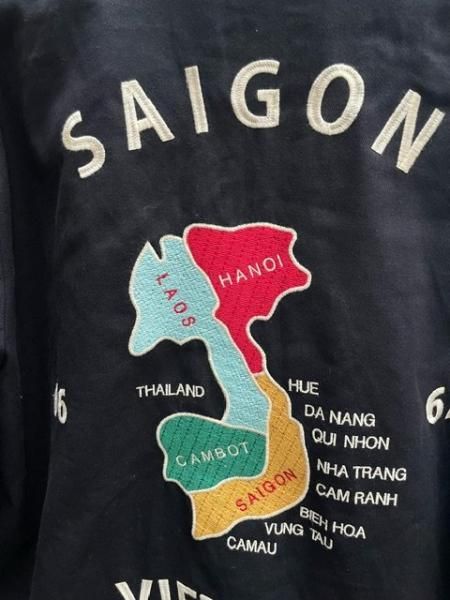 SAIGON
HANOI
LAOS
THAILAND
HUE
DA NANG
QUI NHON
CAMBOT
NHA TRANG
SAIGON
CAM RANH
BIEH HOA
VUNG TAU
CAMAU